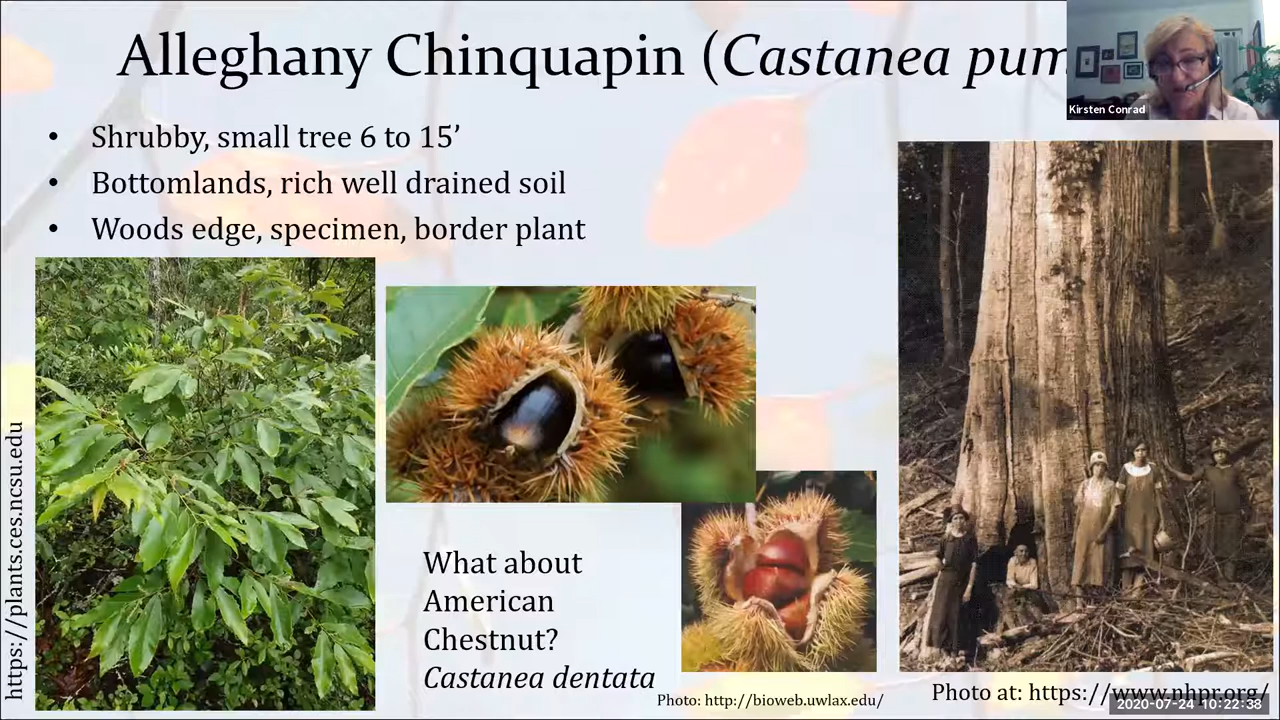 Alleghany Chinquapin (Castanea pum
Kirsten Conrad
• Shrubby, small tree 6 to 15’
• Bottomlands, rich well drained soil
• Woods edge, specimen, border plant
https://plants.ces.ncsu.edu
What about
American
Chestnut?
Castanea dentata
Photo: http://bioweb.uwlax.edu/
Photo at: https://www.nhpr.org/
2020-07-24 10:22:38